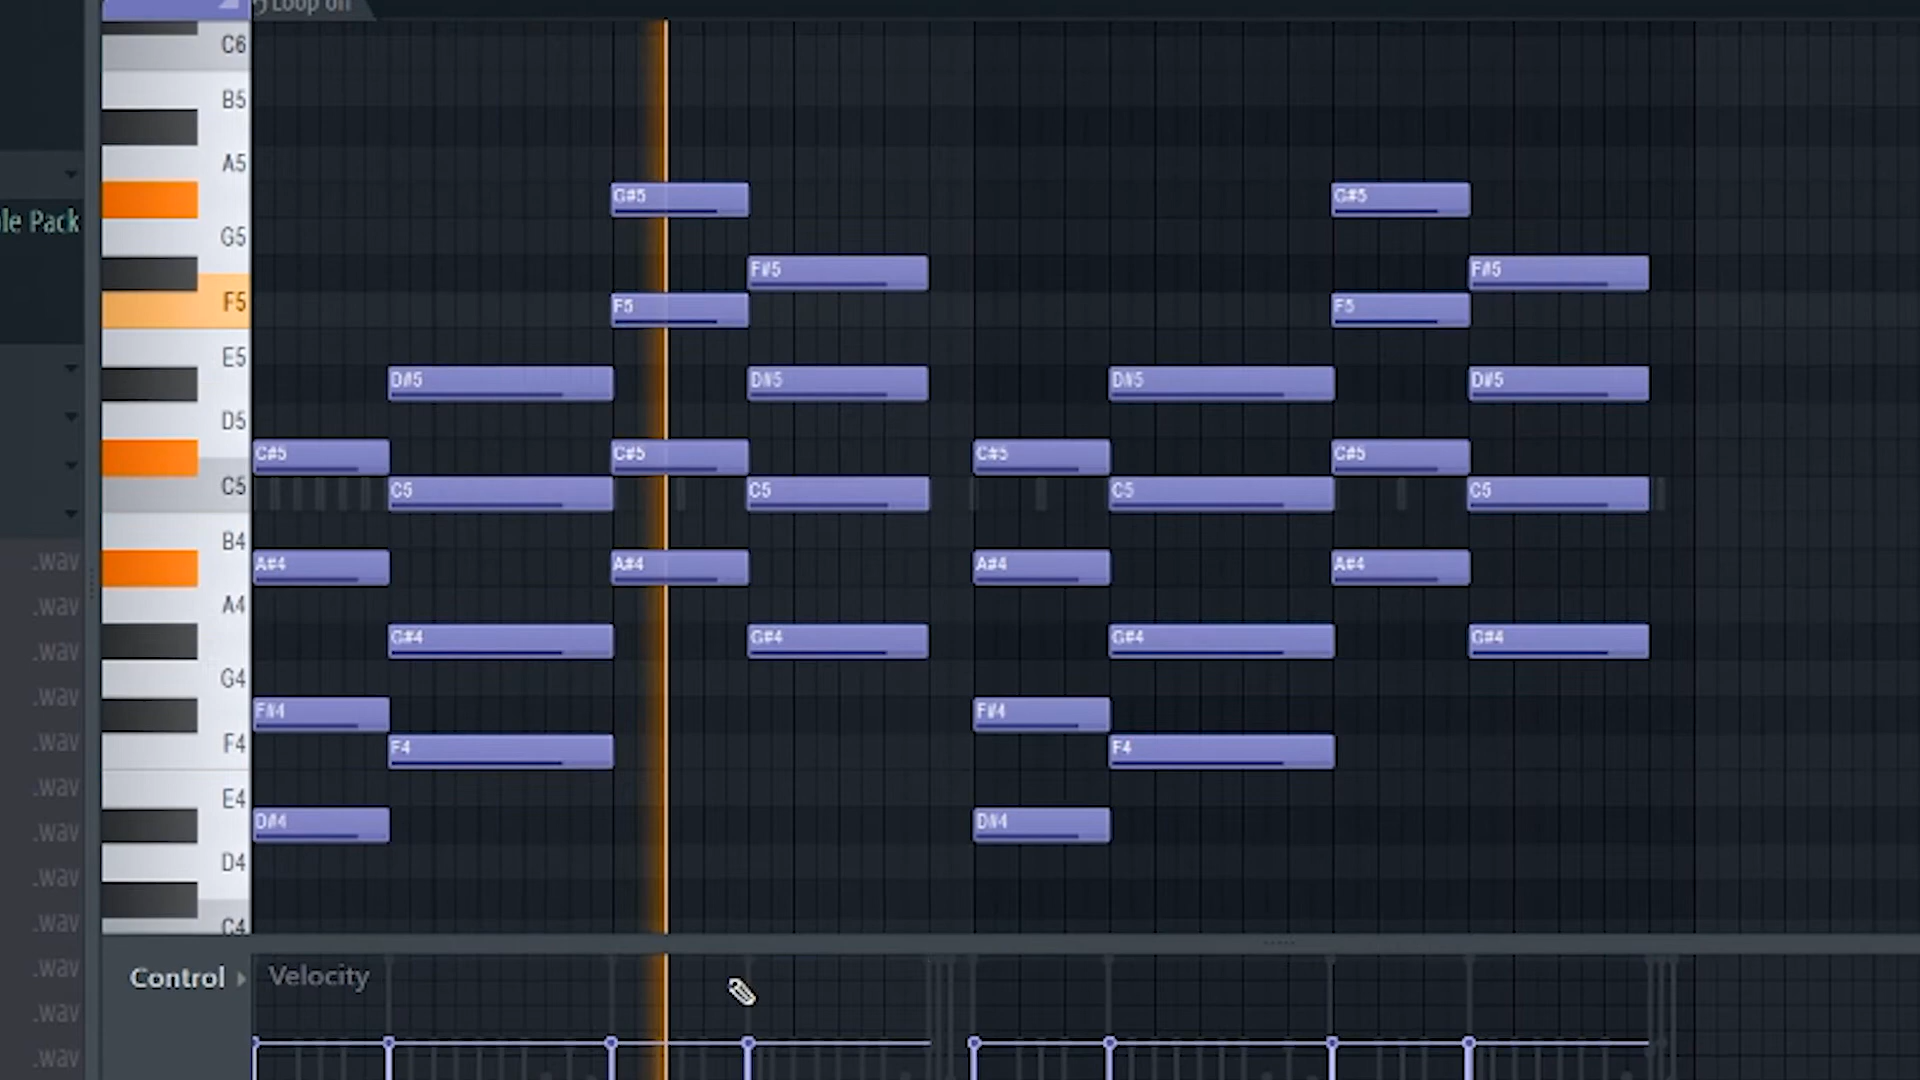 Loop on
C6
B5
A5
G#5 G#5
le Pack
G5
F#5 F#5
F5
F5 F5
E5
D#5 D#5 D#5 D#5
D5
C#5 C#5 C#5 C#5
C5
C5 C5 C5 C5
B4
.wav
A#4 A#4 A#4 A#4
A4
.wav
G#4 G#4 G#4 G#4
.wav
G4
.wav
F#4 F#4
F4
.wav
F4 F4
.wav
E4
D#4 D#4
.wav
D4
.wav
C4
.wav
.wav
Control Velocity
.wav
.wav